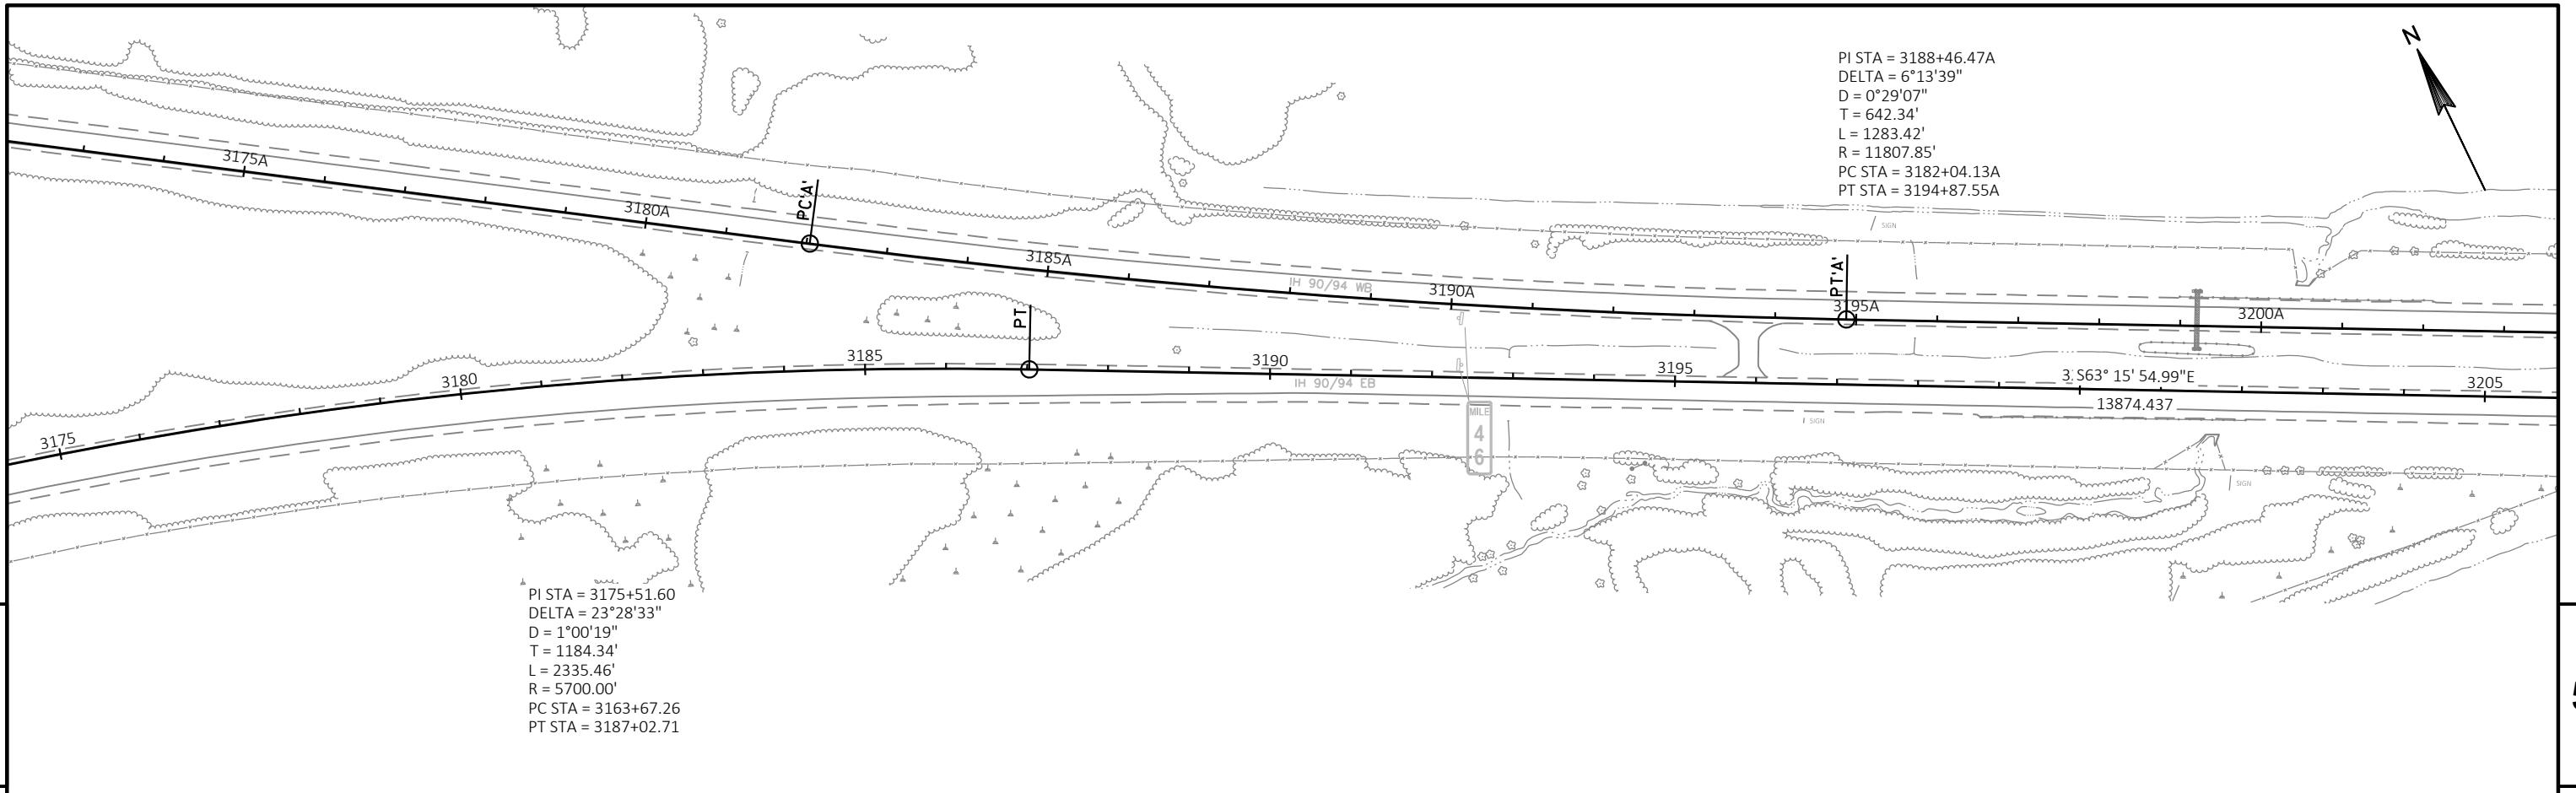 N
PI STA = 3188+46.47A
DELTA = 6°13'39"
D = 0°29'07"
T = 642.34'
L = 1283.42'
R = 11807.85'
PC STA = 3182+04.13A
PT STA = 3194+87.55A
3175A
3180A
PC'A'
3185A
IH 90/94 WB
3190A
PT'A'
3195A
SIGN
3200A
PT
3175
3180
3185
3190
IH 90/94 EB
3195
S63° 15' 54.99"E
13874.437
3205
MILE
4
6
SIGN
SIGN
PI STA = 3175+51.60
DELTA = 23°28'33"
D = 1°00'19"
T = 1184.34'
L = 2335.46'
R = 5700.00'
PC STA = 3163+67.26
PT STA = 3187+02.71